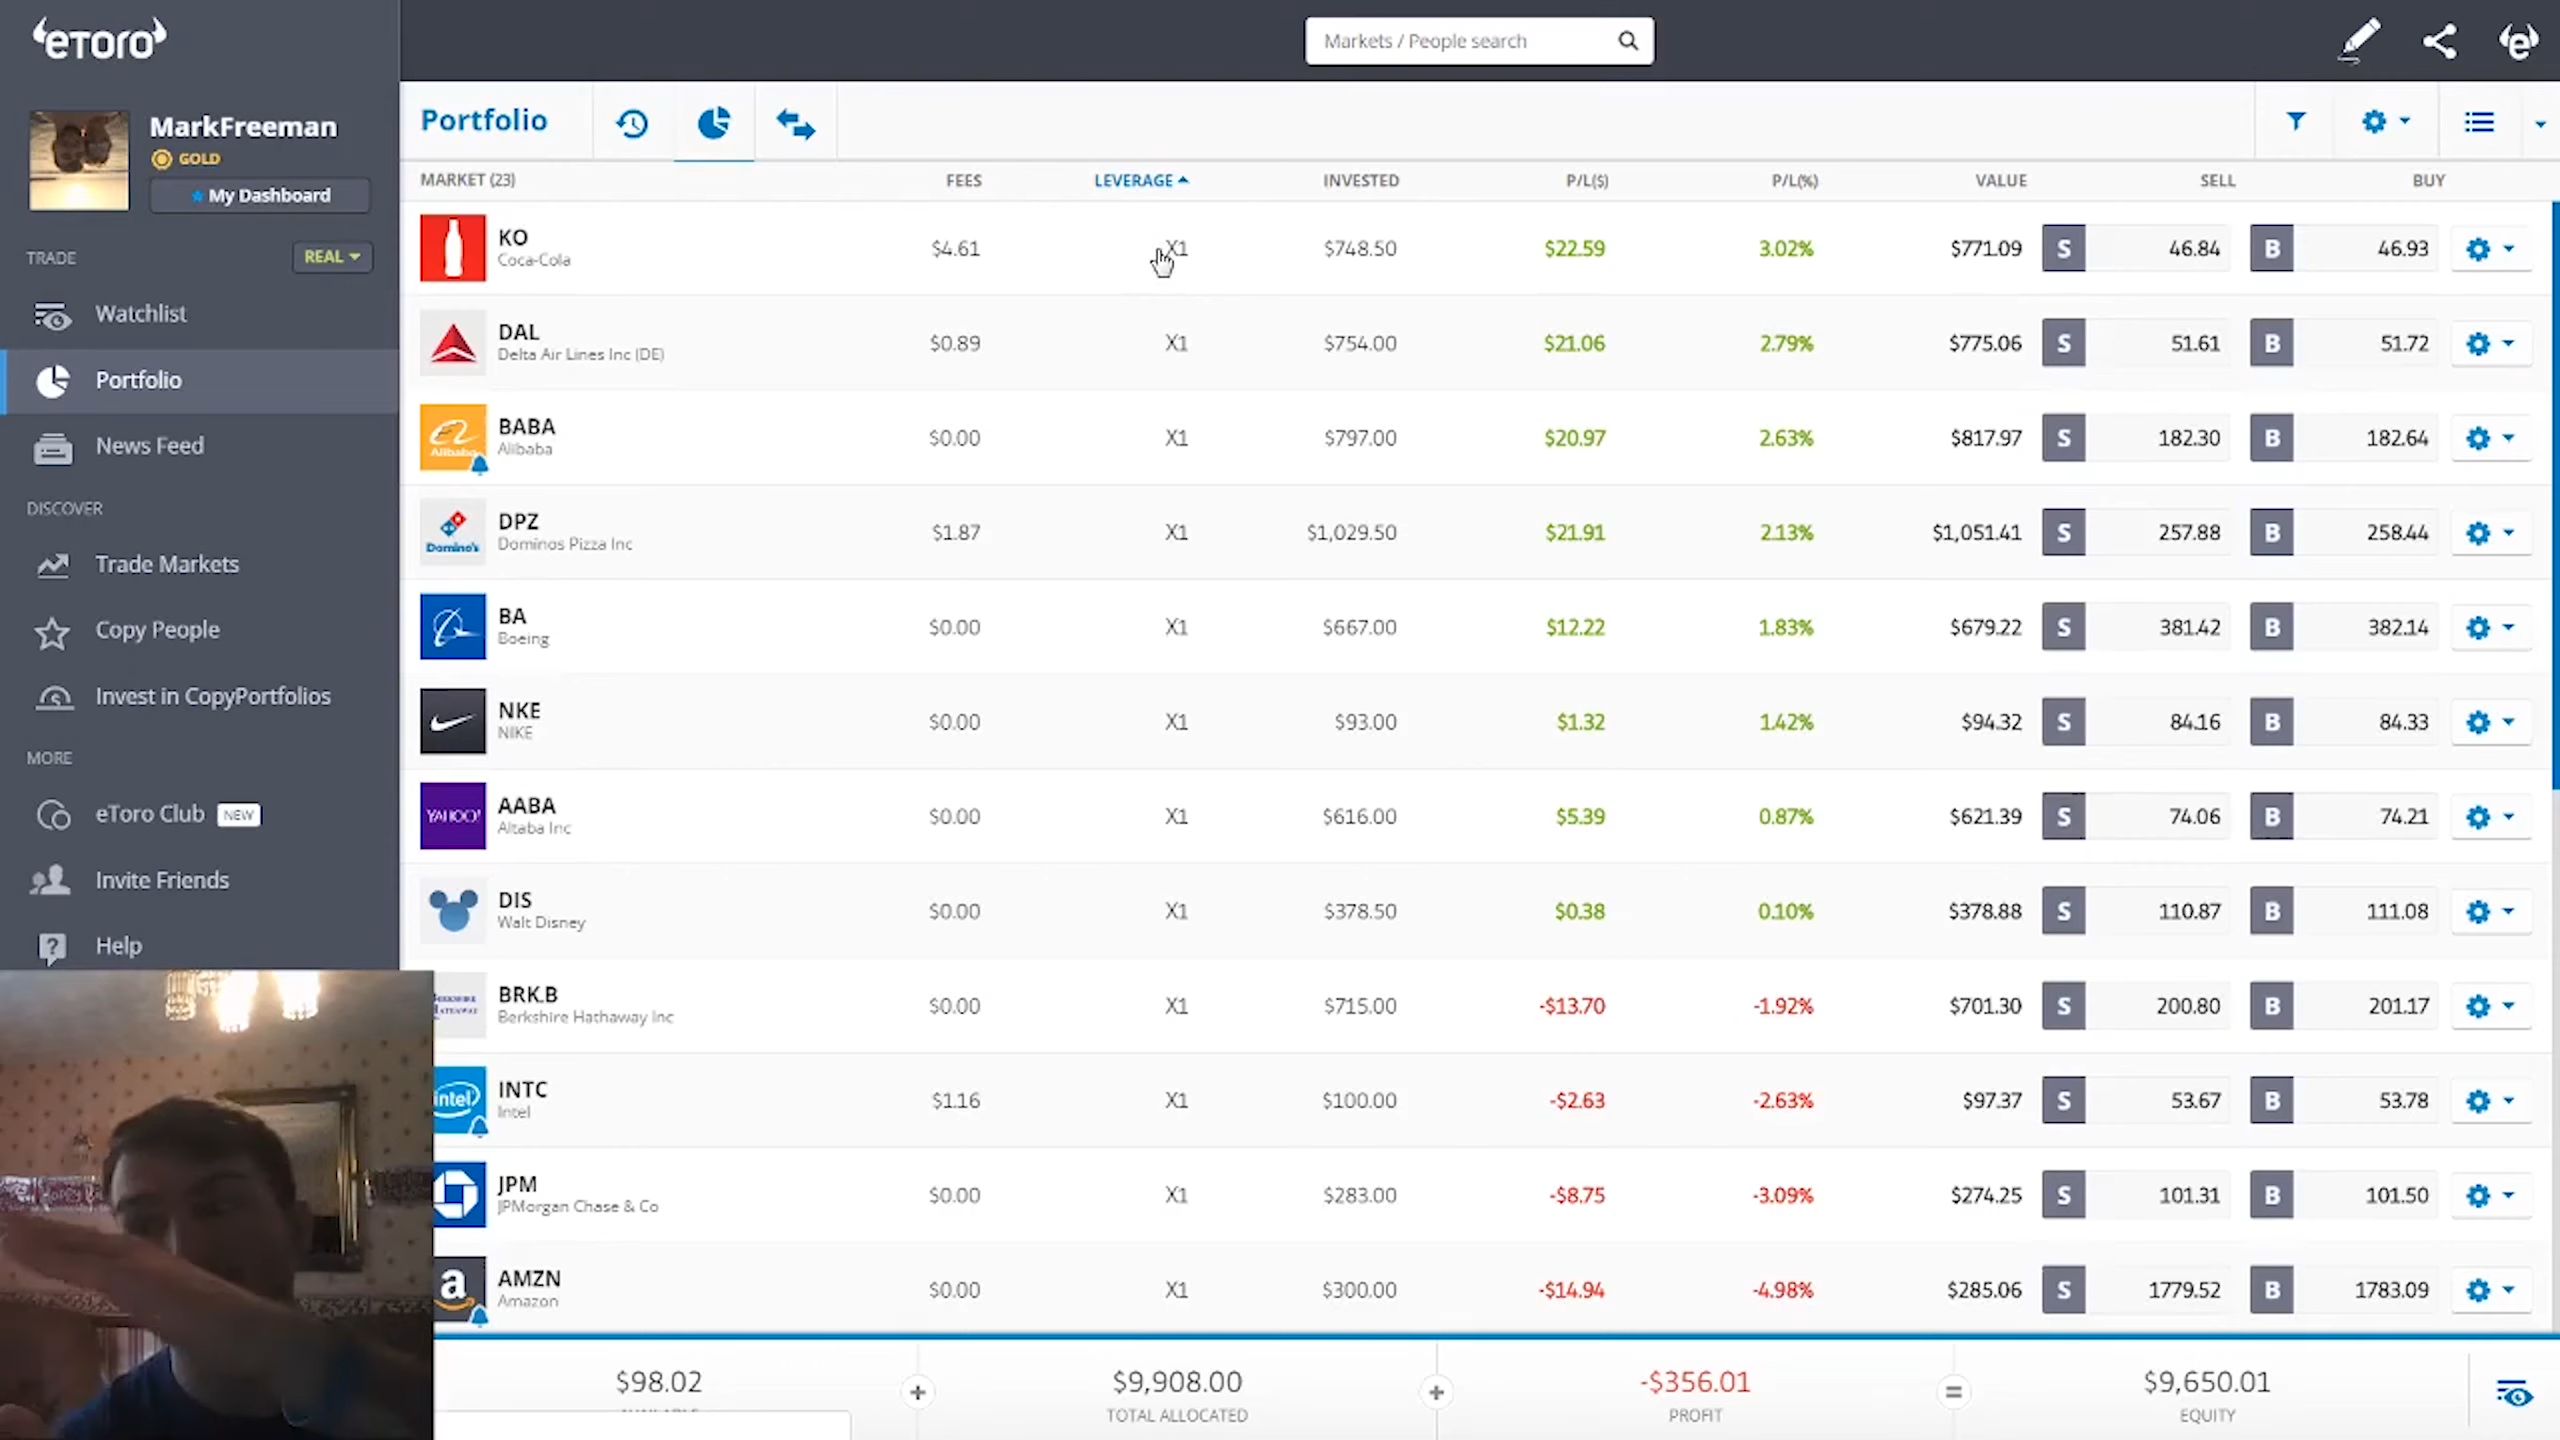 eTORO
Markets / People search
MarkFreeman
GOLD
My Dashboard
TRADE
REAL
Watchlist
Portfolio
News Feed
DISCOVER
Trade Markets
Copy People
Invest in CopyPortfolios
MORE
eToro Club NEW
Invite Friends
Help
Portfolio
MARKET (23) FEES LEVERAGE INVESTED P/L($) P/L(%) VALUE SELL BUY
KO
Coca-Cola
$4.61 X1 $748.50 $22.59 3.02% $771.09 S 46.84 B 46.93
DAL
Delta Air Lines Inc (DE)
$0.89 X1 $754.00 $21.06 2.79% $775.06 S 51.61 B 51.72
Alibaba
BABA
Alibaba
$0.00 X1 $797.00 $20.97 2.63% $817.97 S 182.30 B 182.64
Domino's
DPZ
Dominos Pizza Inc
$1.87 X1 $1,029.50 $21.91 2.13% $1,051.41 S 257.88 B 258.44
BA
Boeing
$0.00 X1 $667.00 $12.22 1.83% $679.22 S 381.42 B 382.14
NKE
NIKE
$0.00 X1 $93.00 $1.32 1.42% $94.32 S 84.16 B 84.33
YAHOO!
AABA
Altaba Inc
$0.00 X1 $616.00 $5.39 0.87% $621.39 S 74.06 B 74.21
DIS
Walt Disney
$0.00 X1 $378.50 $0.38 0.10% $378.88 S 110.87 B 111.08
BRK.B
Berkshire Hathaway Inc
$0.00 X1 $715.00 -$13.70 -1.92% $701.30 S 200.80 B 201.17
intel
INTC
Intel
$1.16 X1 $100.00 -$2.63 -2.63% $97.37 S 53.67 B 53.78
JPM
JPMorgan Chase & Co
$0.00 X1 $283.00 -$8.75 -3.09% $274.25 S 101.31 B 101.50
a
AMZN
Amazon
$0.00 X1 $300.00 -$14.94 -4.98% $285.06 S 1779.52 B 1783.09
$98.02 + $9,908.00 + -$356.01 = $9,650.01
TOTAL ALLOCATED PROFIT EQUITY